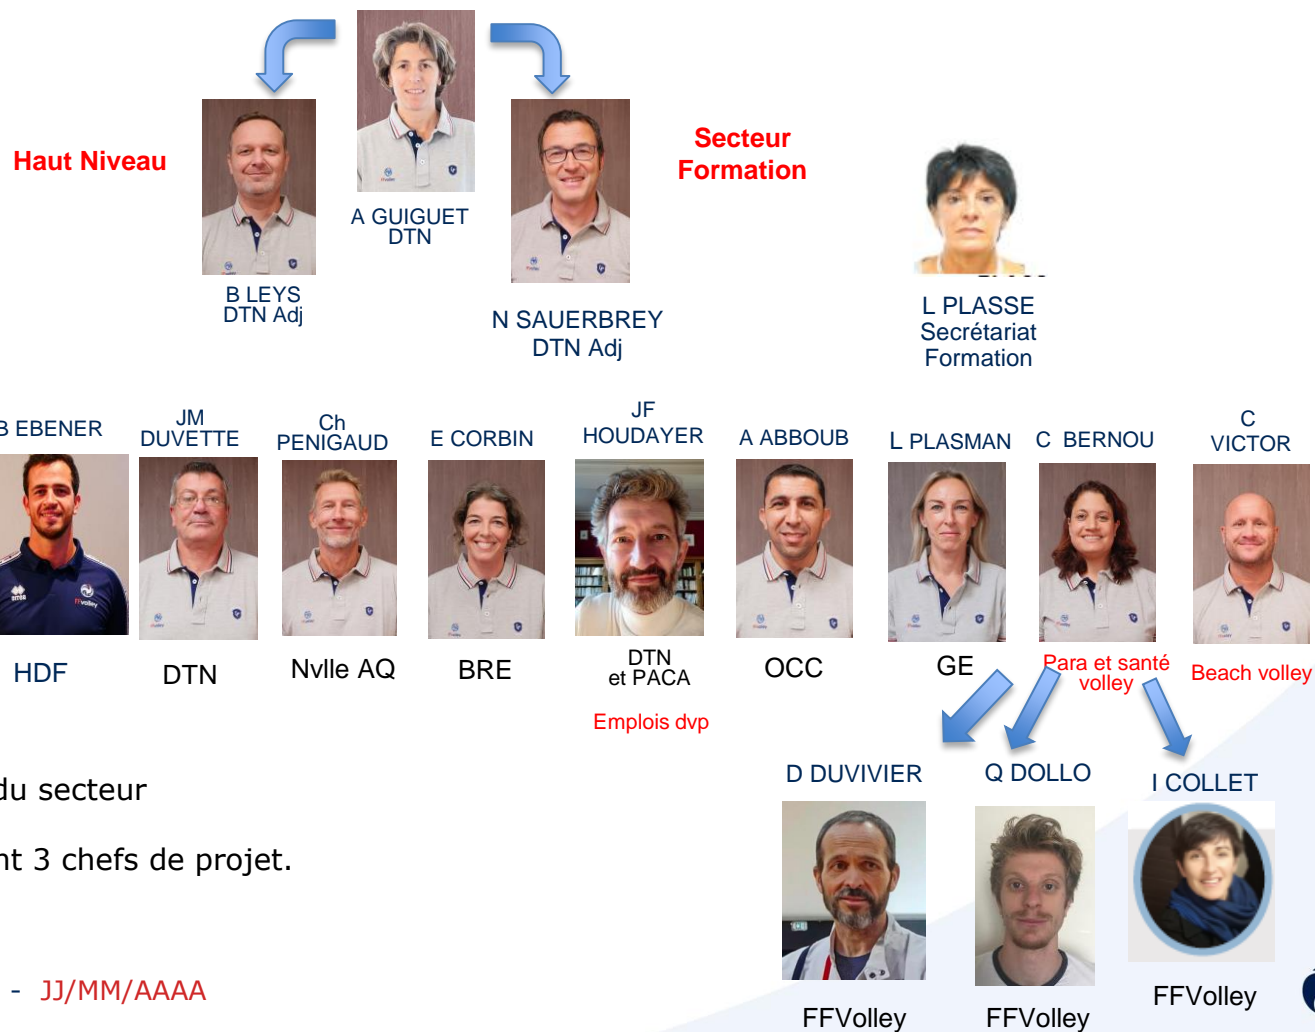 Haut Niveau
Secteur
Formation
A GUIGUET
DTN
B LEYS
DTN Adj
N SAUERBREY
DTN Adj
L PLASSE
Secrétariat
Formation
B EBENER
JM
DUVETTE
Ch
PENIGAUD
E CORBIN
JF
HOUDAYER
A ABBOUB
L PLASMAN
C BERNOU
C
VICTOR
HDF
DTN
Nvlle AQ
BRE
DTN
et PACA
Emplois dvp
OCC
GE
Para et santé
volley
Beach volley
D DUVIVIER
Q DOLLO
I COLLET
du secteur
nt 3 chefs de projet.
- JJ/MM/AAAA
FFVolley
FFVolley
FFVolley